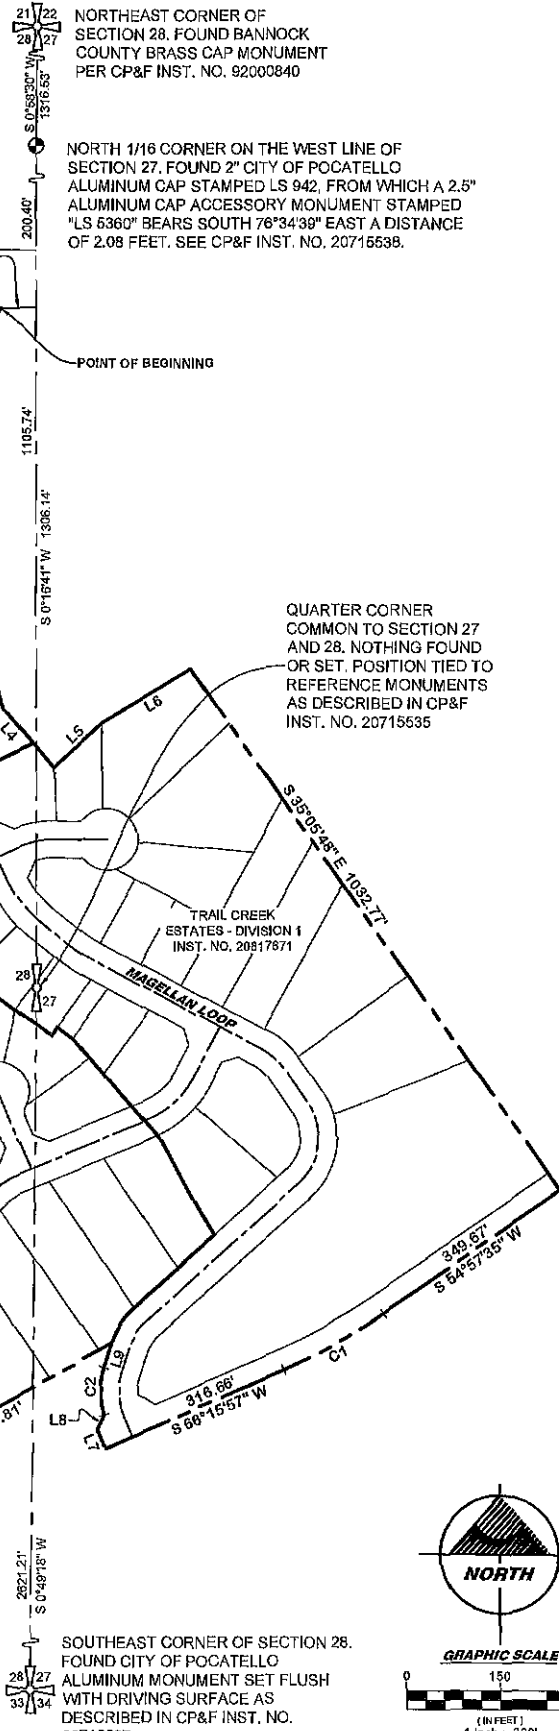 21 22
28 27
NORTHEAST CORNER OF
SECTION 28. FOUND BANNOCK
COUNTY BRASS CAP MONUMENT
PER CP&F INST. NO. 92000840
S 0°58'30" W
1316.53'
NORTH 1/16 CORNER ON THE WEST LINE OF
SECTION 27. FOUND 2" CITY OF POCATELLO
ALUMINUM CAP STAMPED LS 942, FROM WHICH A 2.5"
ALUMINUM CAP ACCESSORY MONUMENT STAMPED
"LS 5360" BEARS SOUTH 76°34'39" EAST A DISTANCE
OF 2.08 FEET. SEE CP&F INST. NO. 20715538.
200.40'
POINT OF BEGINNING
1105.74'
S 0°16'41" W 1306.14'
QUARTER CORNER
COMMON TO SECTION 27
AND 28. NOTHING FOUND
OR SET. POSITION TIED TO
REFERENCE MONUMENTS
AS DESCRIBED IN CP&F
INST. NO. 20715535
L4
L5
L6
S 35°05'48" E 1032.77'
TRAIL CREEK
ESTATES - DIVISION 1
INST. NO. 20817671
28
27
MAGELLAN LOOP
349.67'
S 54°57'35" W
C1
L9
C2
316.66'
S 66°15'57" W
L8
L7
.81'
2621.21'
S 0°49'18" W
NORTH
SOUTHEAST CORNER OF SECTION 28.
FOUND CITY OF POCATELLO
ALUMINUM MONUMENT SET FLUSH
WITH DRIVING SURFACE AS
DESCRIBED IN CP&F INST. NO.
28 27
33 34
GRAPHIC SCALE
0 150
( IN FEET )